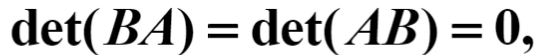 det(BA) = det(AB) = 0,